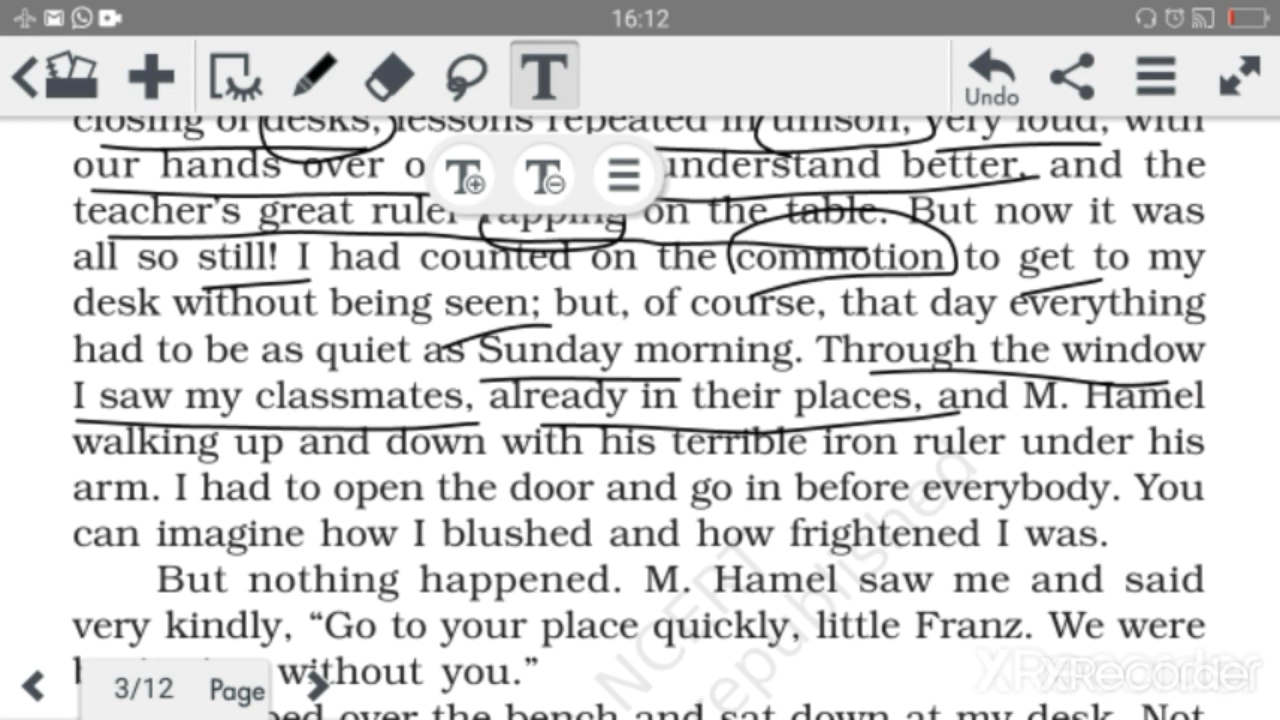 16:12
T
Undo
closing of desks, lessons repeated in unison, very loud, with
our hands over o understand better, and the
teacher's great ruler rapping on the table. But now it was
all so still! I had counted on the commotion to get to my
desk without being seen; but, of course, that day everything
had to be as quiet as Sunday morning. Through the window
I saw my classmates, already in their places, and M. Hamel
walking up and down with his terrible iron ruler under his
arm. I had to open the door and go in before everybody. You
can imagine how I blushed and how frightened I was.
But nothing happened. M. Hamel saw me and said
very kindly, “Go to your place quickly, little Franz. We were
without you.”
3/12 Page
over the bench and sat down at my desk. Not
NCERT
republished
XRecorder